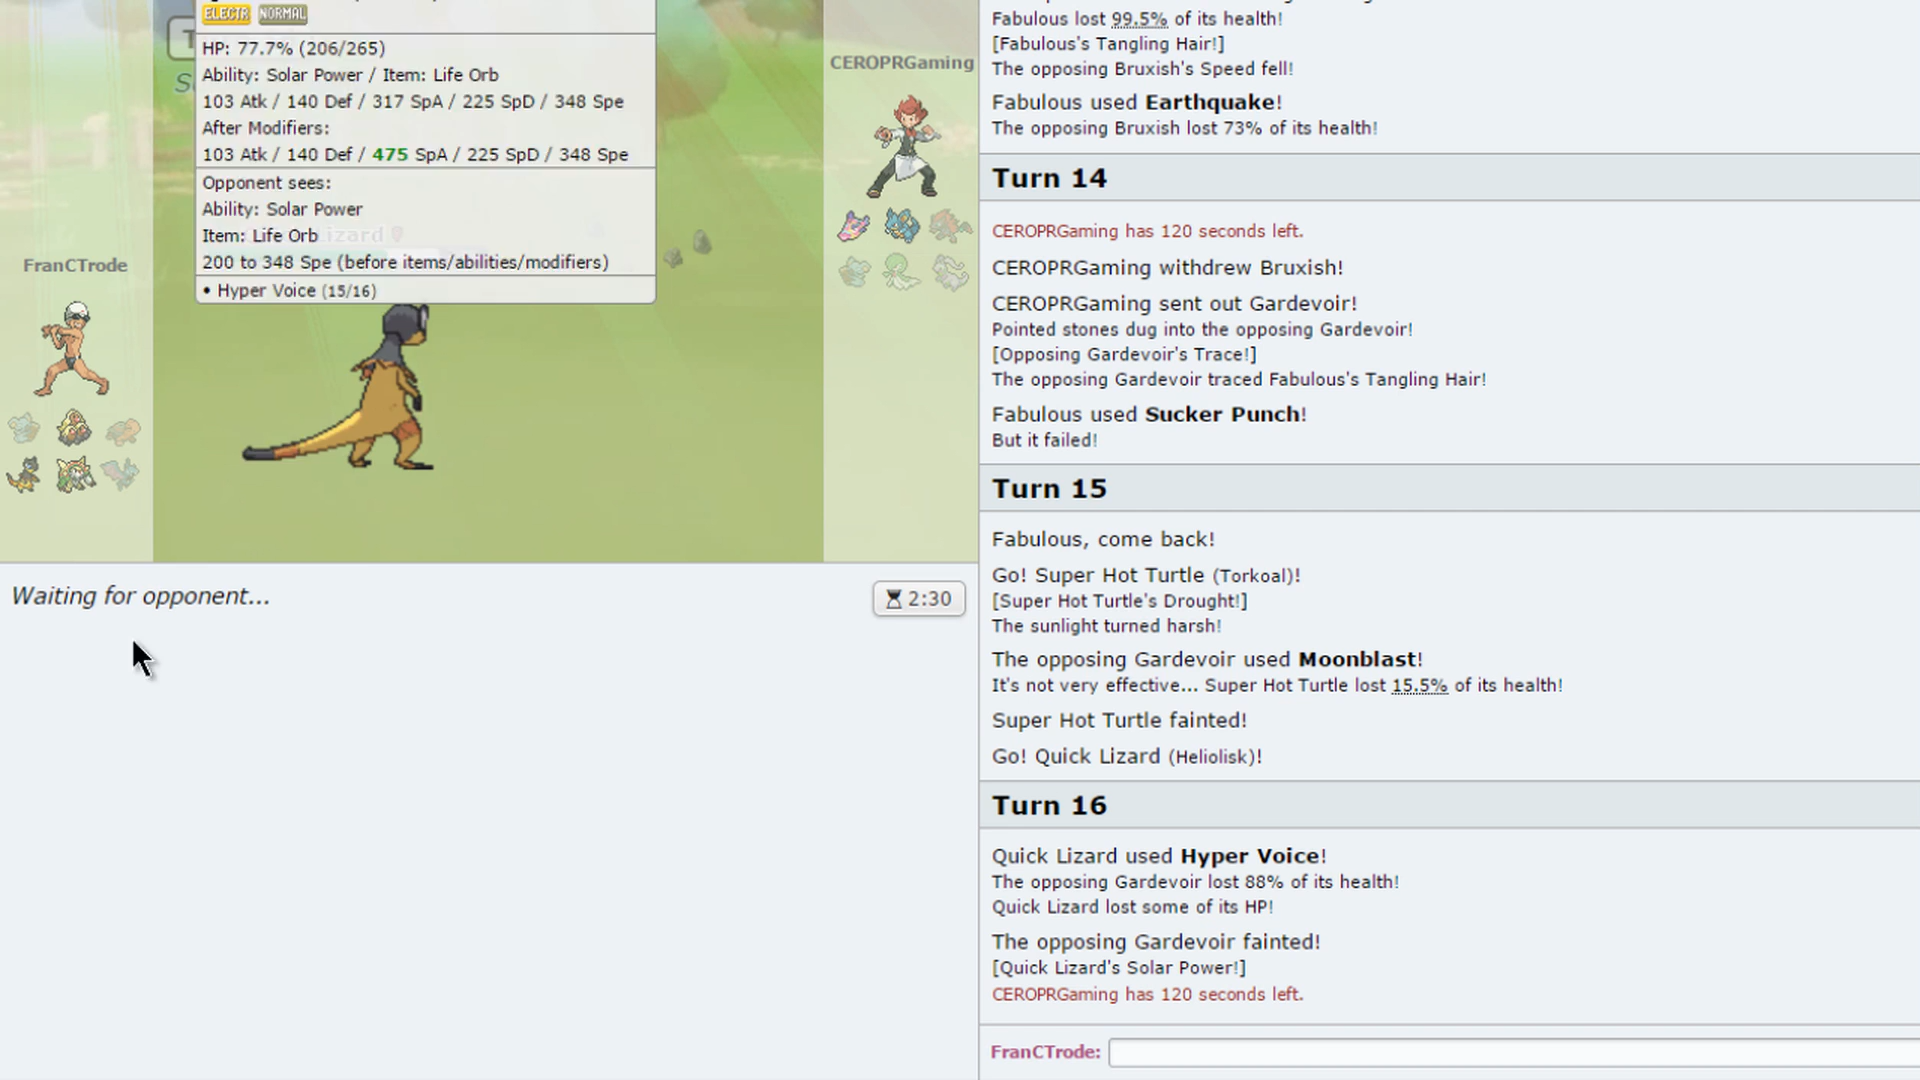 ELECTR NORMAL
HP: 77.7% (206/265)
Ability: Solar Power / Item: Life Orb
103 Atk / 140 Def / 317 SpA / 225 SpD / 348 Spe
After Modifiers:
103 Atk / 140 Def / 475 SpA / 225 SpD / 348 Spe
Opponent sees:
Ability: Solar Power
Item: Life Orb
200 to 348 Spe (before items/abilities/modifiers)
• Hyper Voice (15/16)
Lizard
FranCTrode
CEROPRGaming
Waiting for opponent...
2:30
Fabulous lost 99.5% of its health!
[Fabulous's Tangling Hair!]
The opposing Bruxish's Speed fell!
Fabulous used Earthquake!
The opposing Bruxish lost 73% of its health!
Turn 14
CEROPRGaming has 120 seconds left.
CEROPRGaming withdrew Bruxish!
CEROPRGaming sent out Gardevoir!
Pointed stones dug into the opposing Gardevoir!
[Opposing Gardevoir's Trace!]
The opposing Gardevoir traced Fabulous's Tangling Hair!
Fabulous used Sucker Punch!
But it failed!
Turn 15
Fabulous, come back!
Go! Super Hot Turtle (Torkoal)!
[Super Hot Turtle's Drought!]
The sunlight turned harsh!
The opposing Gardevoir used Moonblast!
It's not very effective... Super Hot Turtle lost 15.5% of its health!
Super Hot Turtle fainted!
Go! Quick Lizard (Heliolisk)!
Turn 16
Quick Lizard used Hyper Voice!
The opposing Gardevoir lost 88% of its health!
Quick Lizard lost some of its HP!
The opposing Gardevoir fainted!
[Quick Lizard's Solar Power!]
CEROPRGaming has 120 seconds left.
FranCTrode: